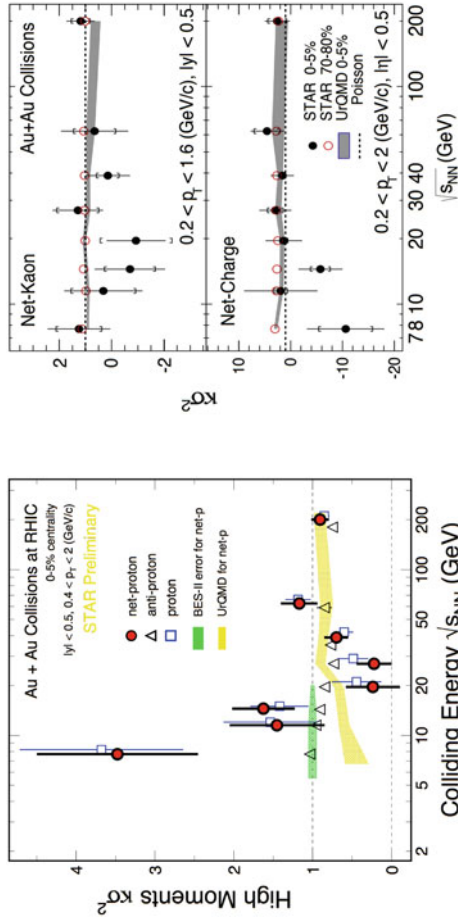 Au + Au Collisions at RHIC
0-5% centrality
lyl < 0.5, 0.4 < pT < 2 (GeV/c)
STAR Preliminary
net-proton
anti-proton
proton
BES-II error for net-p
UrQMD for net-p
High Moments κσ²
4
3
2
1
0
2
5
10
20
50
100
200
Colliding Energy √sNN (GeV)
Net-Kaon
Au+Au Collisions
0.2 < pT < 1.6 (GeV/c), lyl < 0.5
2
0
-2
κσ²
Net-Charge
STAR 0-5%
STAR 70-80%
UrQMD 0-5%
Poisson
0.2 < pT < 2 (GeV/c), lηl < 0.5
10
0
-10
-20
7 8
10
20
30
40
100
200
√sNN (GeV)